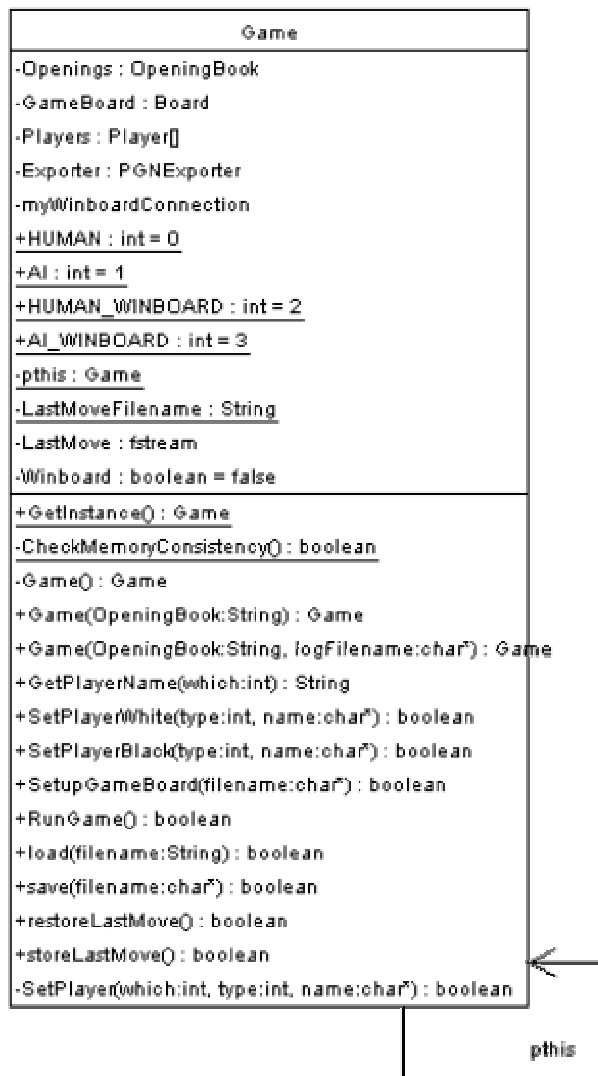 Game
-Openings : OpeningBook
-GameBoard : Board
-Players : Player[]
-Exporter : PGNExporter
-myWinboardConnection
+HUMAN : int = 0
+AI : int = 1
+HUMAN_WINBOARD : int = 2
+AI_WINBOARD : int = 3
-pthis : Game
-LastMoveFilename : String
-LastMove : fstream
-Winboard : boolean = false
+GetInstance() : Game
-CheckMemoryConsistency() : boolean
-Game() : Game
+Game(OpeningBook:String) : Game
+Game(OpeningBook:String, logFilename:char*) : Game
+GetPlayerName(which:int) : String
+SetPlayerWhite(type:int, name:char*) : boolean
+SetPlayerBlack(type:int, name:char*) : boolean
+SetupGameBoard(filename:char*) : boolean
+RunGame() : boolean
+load(filename:String) : boolean
+save(filename:char*) : boolean
+restoreLastMove() : boolean
+storeLastMove() : boolean
-SetPlayer(which:int, type:int, name:char*) : boolean
pthis